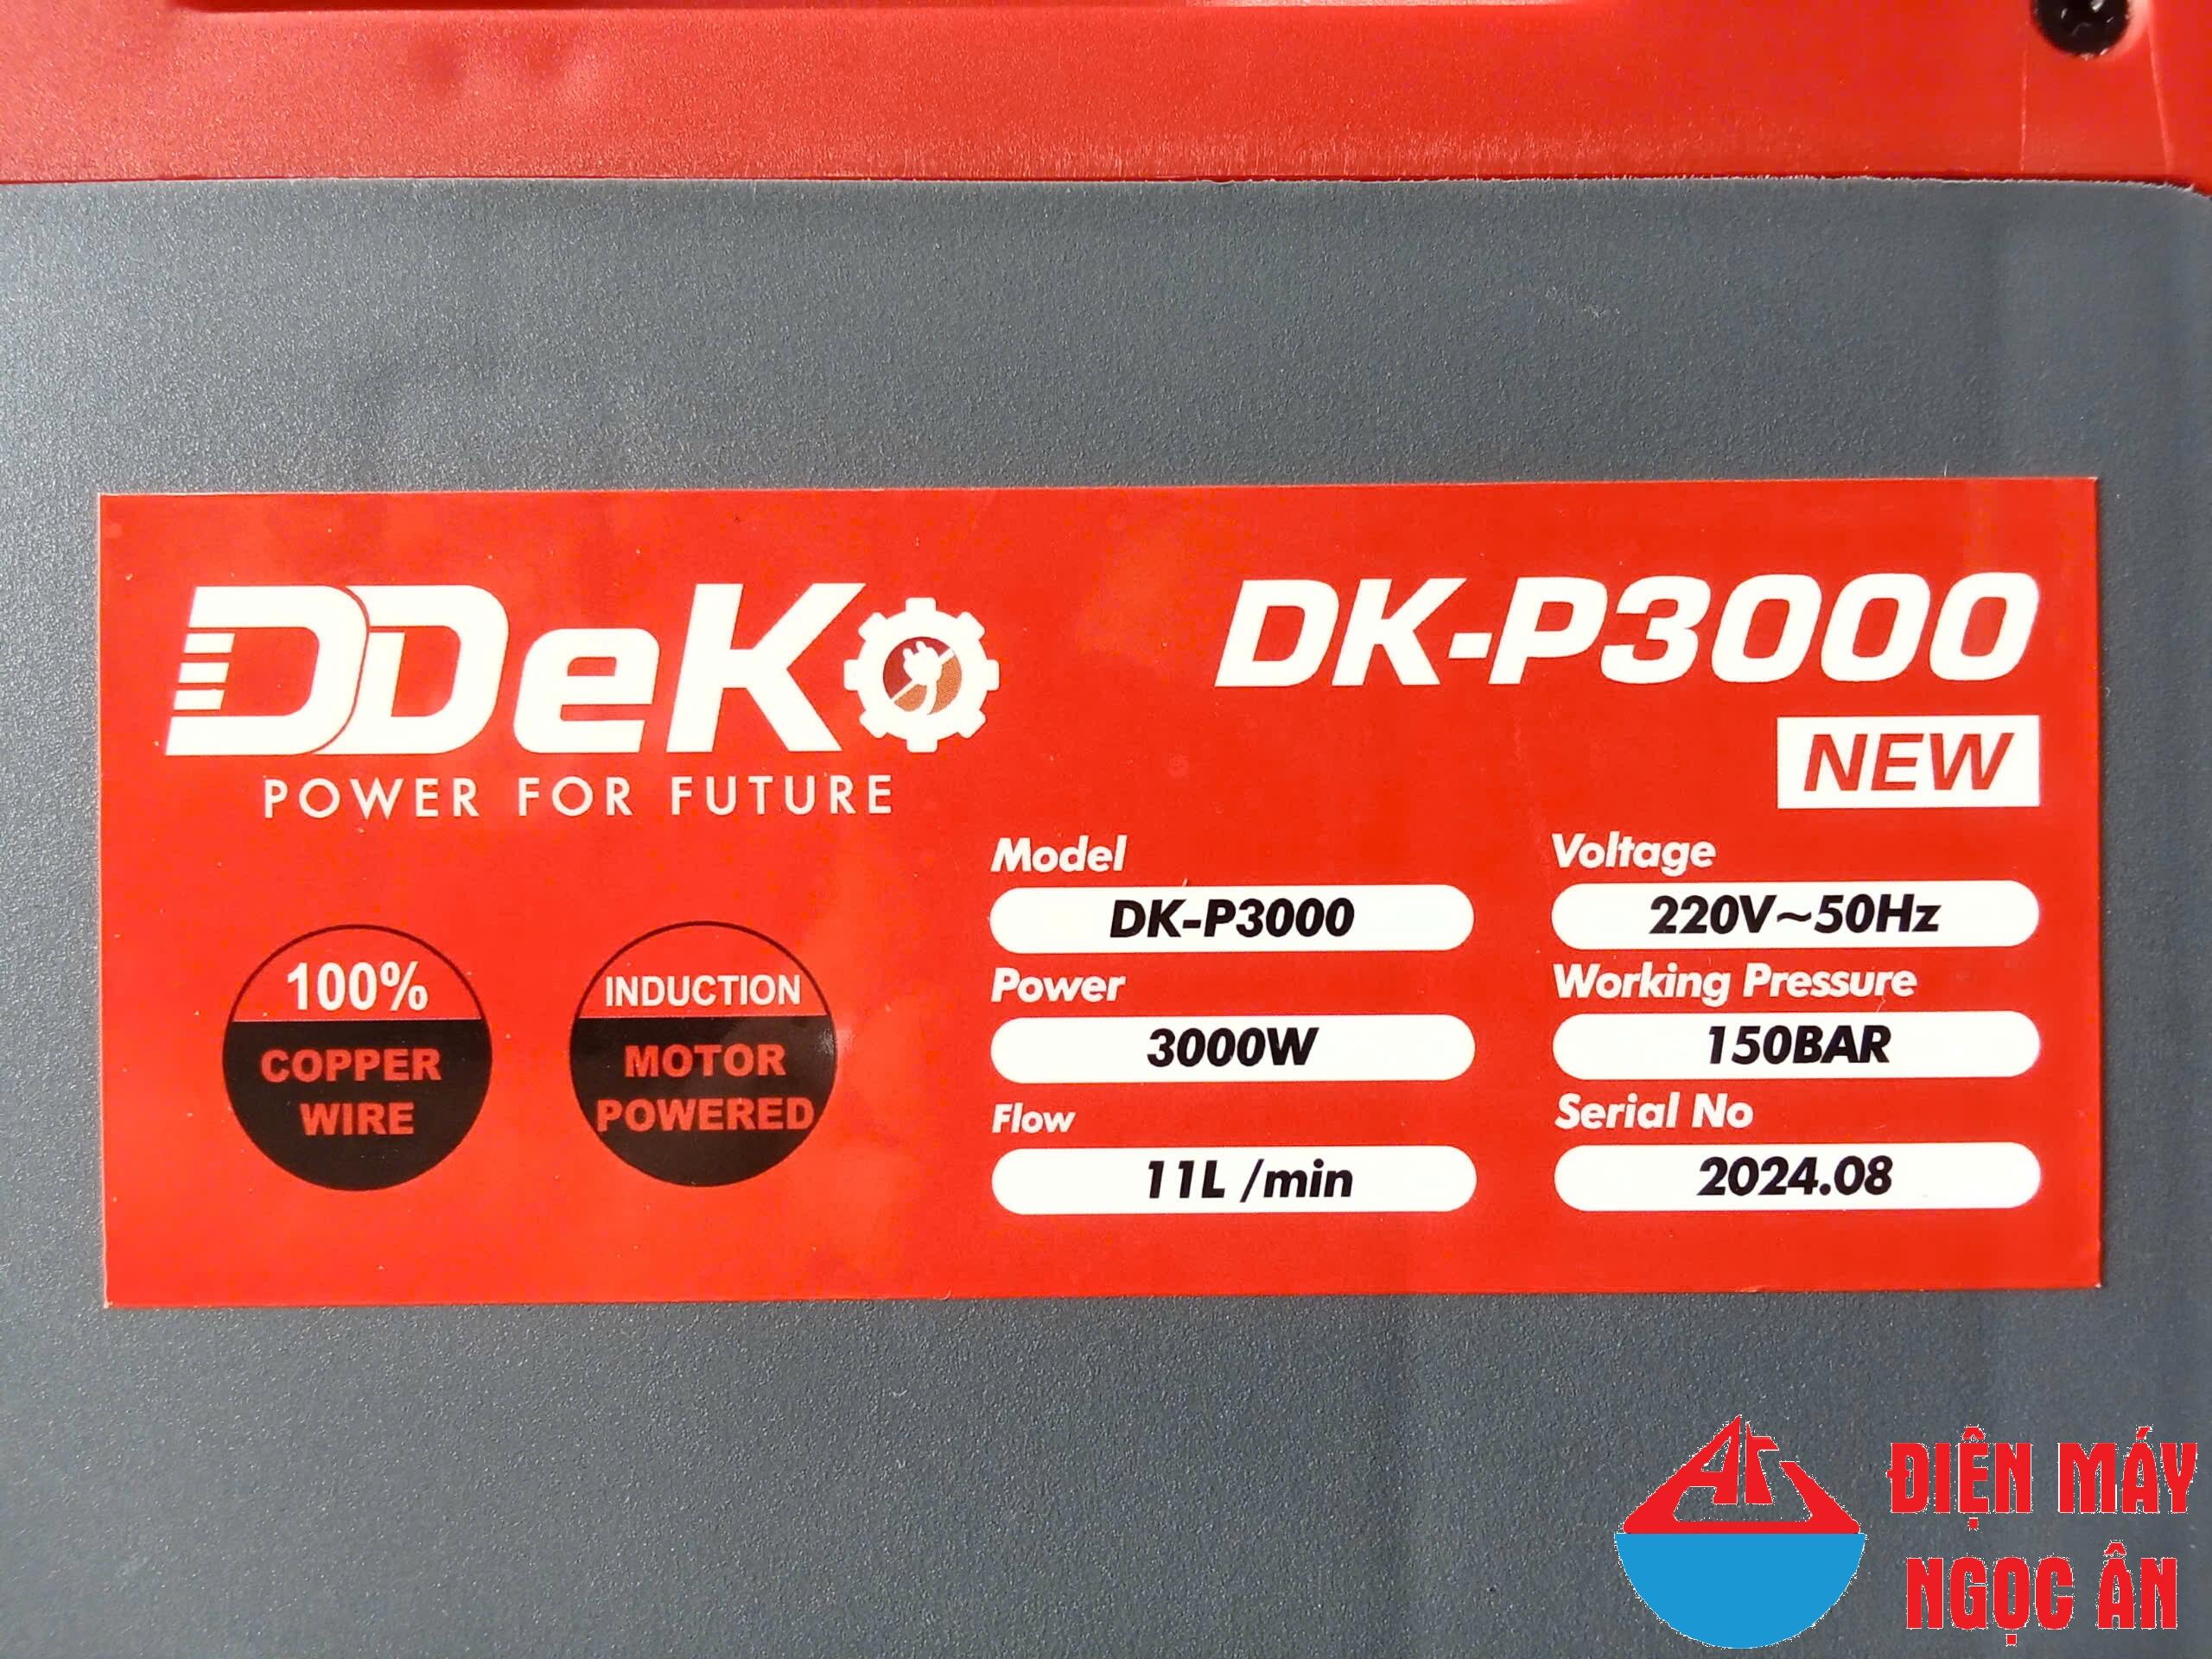 DDeKo
POWER FOR FUTURE
DK-P3000
NEW
100%
COPPER
WIRE
INDUCTION
MOTOR
POWERED
Model
DK-P3000
Voltage
220V~50Hz
Power
3000W
Working Pressure
150BAR
Flow
11L /min
Serial No
2024.08
ĐIỆN MÁY
NGỌC ÂN